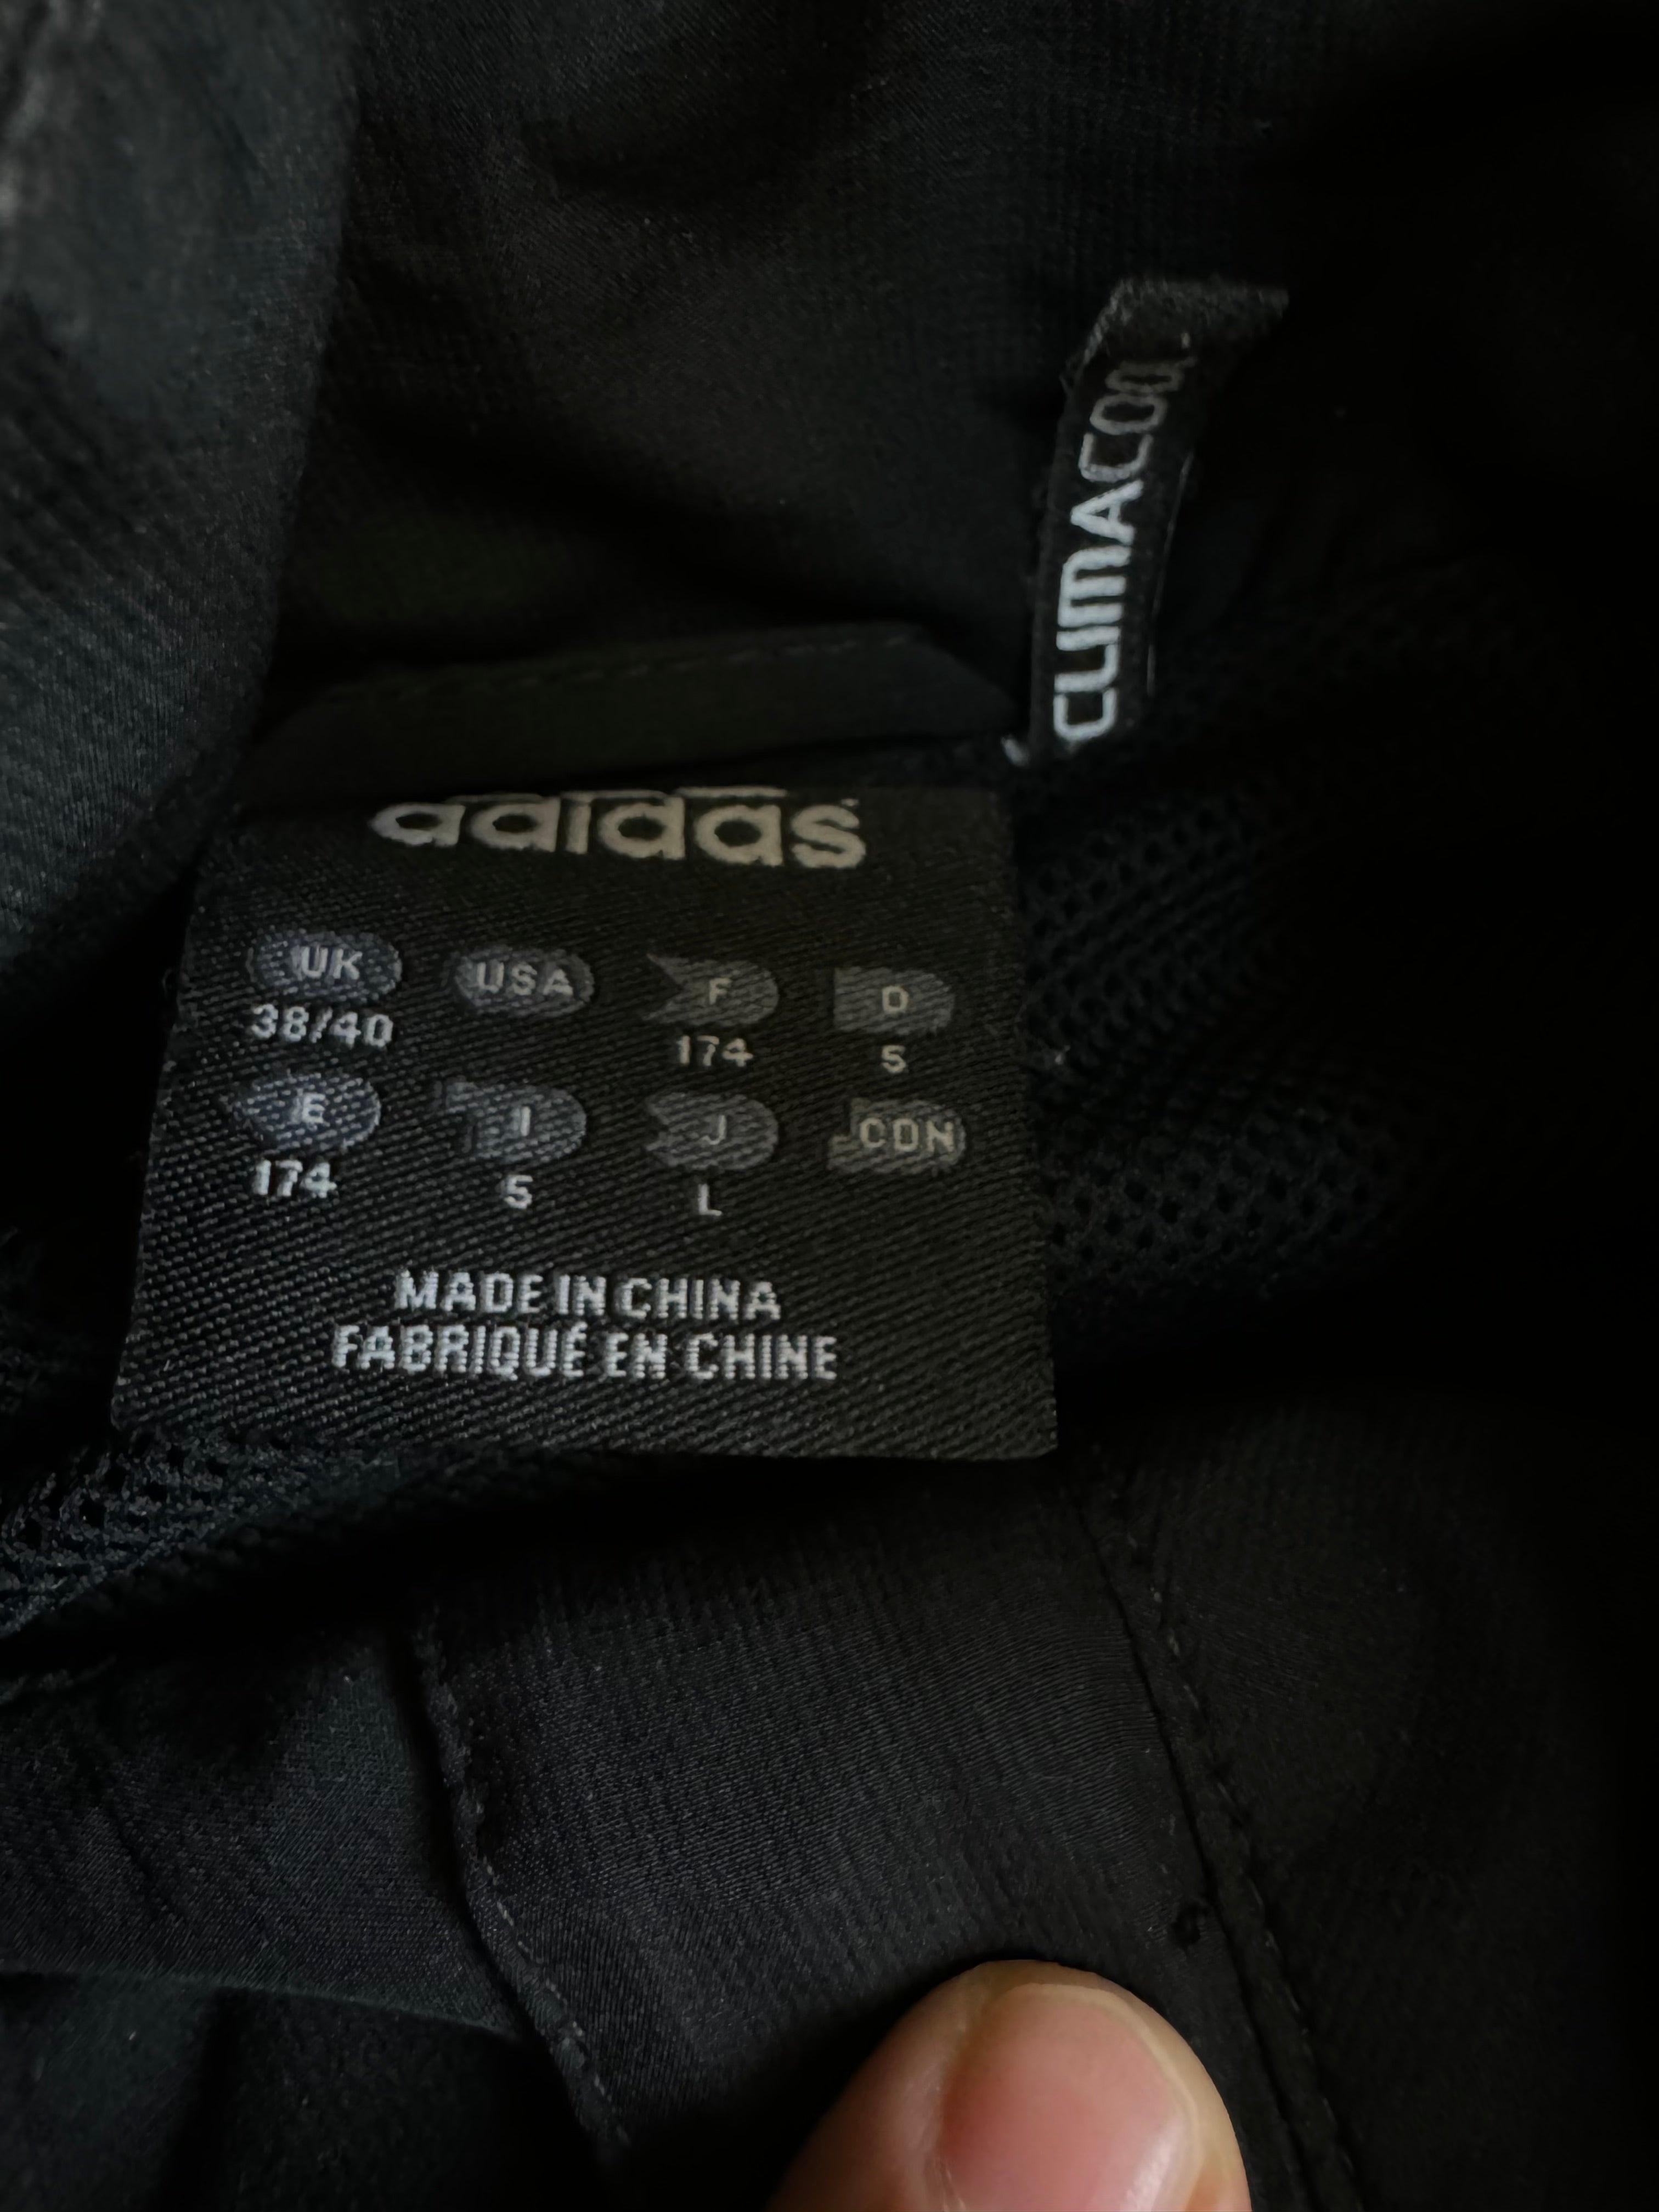 CLIMACOOL
adidas
UK USA F D
38/40 174 5
E I J CDN
174 5 L
MADE IN CHINA
FABRIQUÉ EN CHINE